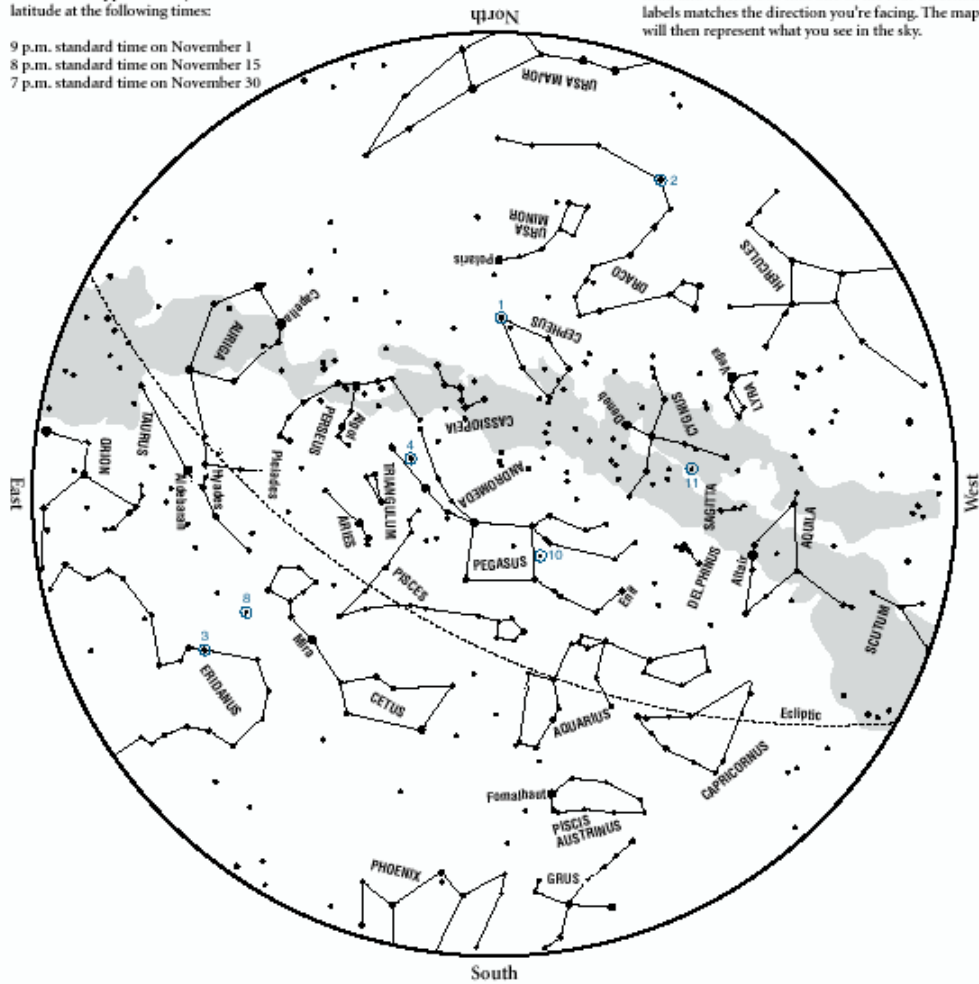 latitude at the following times:
9 p.m. standard time on November 1
8 p.m. standard time on November 15
7 p.m. standard time on November 30
labels matches the direction you're facing. The map
will then represent what you see in the sky.
North
URSA MAJOR
2
URSA
MINOR
Polaris
DRACO
HERCULES
1
CEPHEUS
Capella
AURIGA
Vega
LYRA
CYGNUS
Deneb
CASSIOPEIA
PERSEUS
Algol
TAURUS
ORION
4
ANDROMEDA
TRIANGULUM
Pleiades
Hyades
Aldebaran
East
West
11
SAGITTA
AQUILA
ARIES
PEGASUS
10
DELPHINUS
Altair
PISCES
Enif
8
SCUTUM
3
Mira
ERIDANUS
CETUS
AQUARIUS
Ecliptic
CAPRICORNUS
Fomalhaut
PISCIS
AUSTRINUS
PHOENIX
GRUS
South